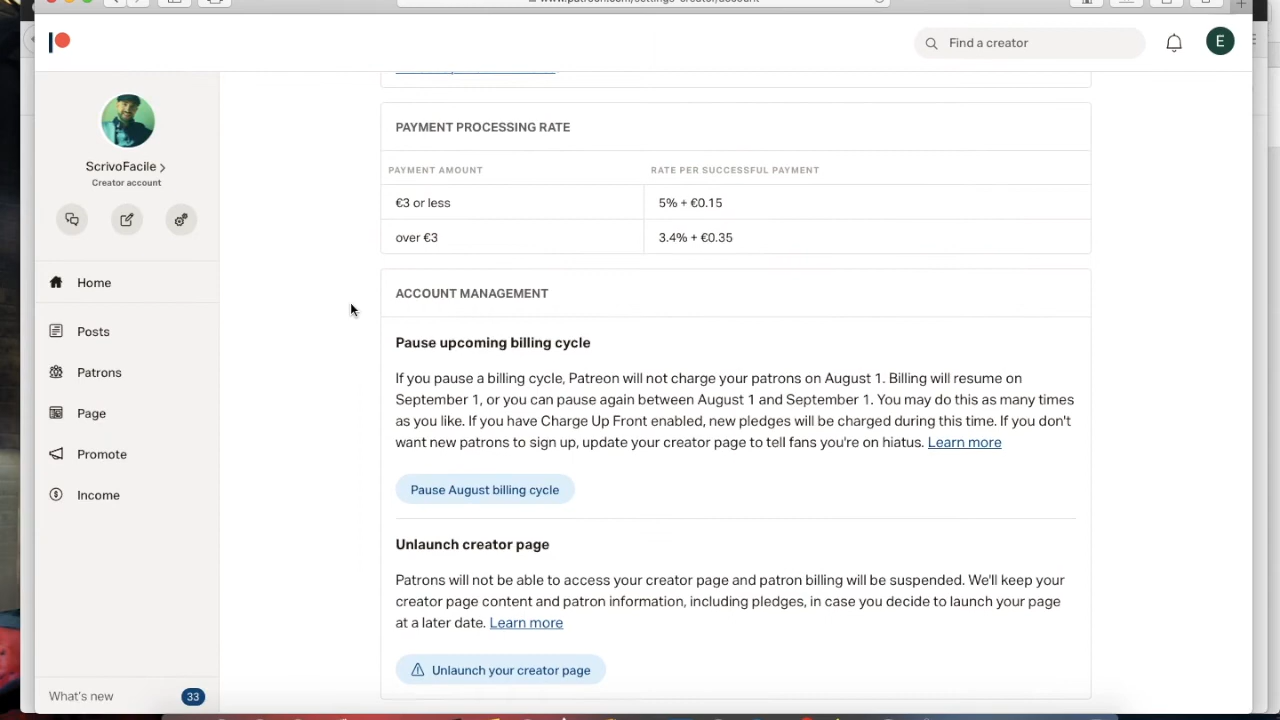 Find a creator
E
ScrivoFacile
Creator account
Home
Posts
Patrons
Page
Promote
Income
What's new
33
PAYMENT PROCESSING RATE
PAYMENT AMOUNT RATE PER SUCCESSFUL PAYMENT
€3 or less 5% + €0.15
over €3 3.4% + €0.35
ACCOUNT MANAGEMENT
Pause upcoming billing cycle
If you pause a billing cycle, Patreon will not charge your patrons on August 1. Billing will resume on
September 1, or you can pause again between August 1 and September 1. You may do this as many times
as you like. If you have Charge Up Front enabled, new pledges will be charged during this time. If you don't
want new patrons to sign up, update your creator page to tell fans you're on hiatus. Learn more
Pause August billing cycle
Unlaunch creator page
Patrons will not be able to access your creator page and patron billing will be suspended. We'll keep your
creator page content and patron information, including pledges, in case you decide to launch your page
at a later date. Learn more
Unlaunch your creator page